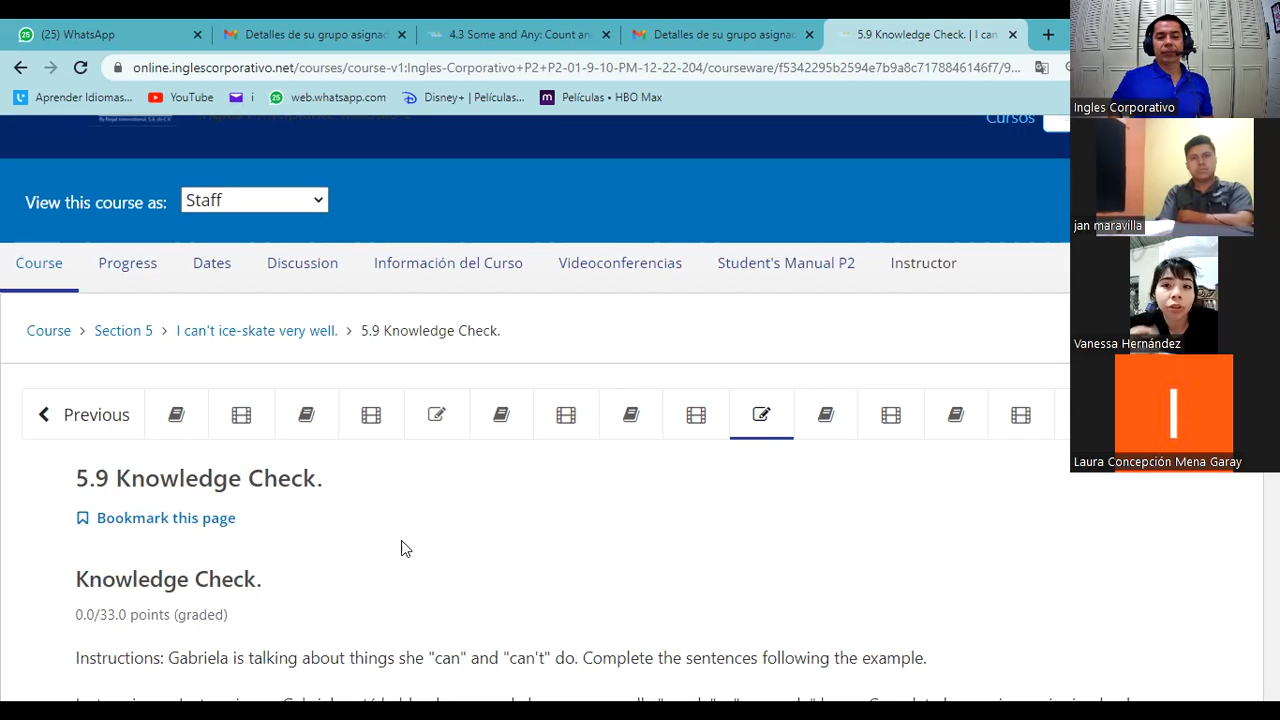 (25) WhatsApp
Detalles de su grupo asignac
me and Any: Count an
Detalles de su grupo asignac
5.9 Knowledge Check. | I can
online.inglescorporativo.net/courses/course-v1:Ingles-Corporativo+P2+P2-01-9-10-PM-12-22-204/courseware/f5342295b2594e7b9a8c7178846146f7/9...
Aprender Idiomas...
YouTube
i
web.whatsapp.com
Disney+ | Películas...
Películas • HBO Max
Cursos
View this course as:
Staff
Course
Progress
Dates
Discussion
Información del Curso
Videoconferencias
Student's Manual P2
Instructor
Course > Section 5 > I can't ice-skate very well. > 5.9 Knowledge Check.
Previous
5.9 Knowledge Check.
Bookmark this page
Knowledge Check.
0.0/33.0 points (graded)
Instructions: Gabriela is talking about things she "can" and "can't" do. Complete the sentences following the example.
Ingles Corporativo
jan maravilla
Vanessa Hernández
I
Laura Concepción Mena Garay